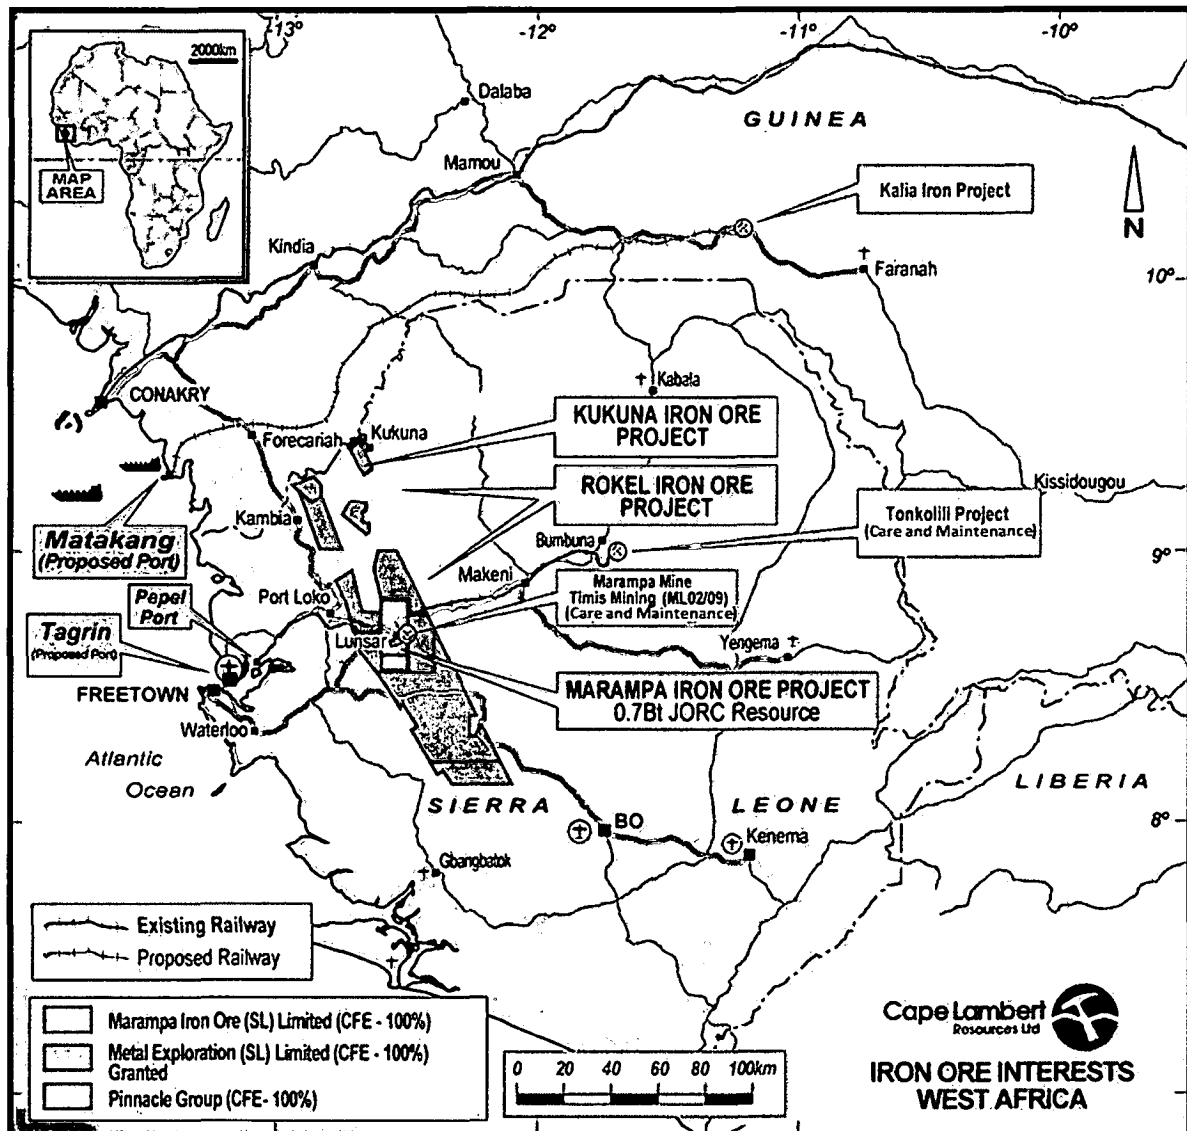 -13°
-12°
-11°
-10°
2000km
MAP
AREA
Dalaba
GUINEA
Mamou
Kalia Iron Project
N
Kindia
Faranah
10°
CONAKRY
Kabala
KUKUNA IRON ORE
PROJECT
Forecariah
Kukuna
ROKEL IRON ORE
PROJECT
Kissidougou
Kambia
Tonkolili Project
(Care and Maintenance)
Matakang
(Proposed Port)
Bumbuna
9°
Makeni
Marampa Mine
Timis Mining (ML02/09)
(Care and Maintenance)
Pepel
Port
Port Loko
Tagrin
(Proposed Port)
Lunsar
Yengema
FREETOWN
MARAMPA IRON ORE PROJECT
0.7Bt JORC Resource
Waterloo
Atlantic
Ocean
SIERRA
LEONE
LIBERIA
BO
8°
Kenema
Gbangbatok
Existing Railway
Proposed Railway
Marampa Iron Ore (SL) Limited (CFE - 100%)
Metal Exploration (SL) Limited (CFE - 100%)
Granted
Pinnacle Group (CFE- 100%)
0 20 40 60 80 100km
Cape Lambert
Resources Ltd
IRON ORE INTERESTS
WEST AFRICA